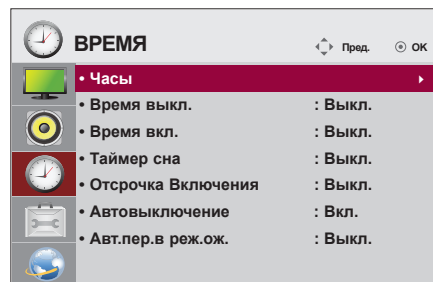 ВРЕМЯ Пред. ОК
• Часы
• Время выкл. : Выкл.
• Время вкл. : Выкл.
• Таймер сна : Выкл.
• Отсрочка Включения : Выкл.
• Автовыключение : Вкл.
• Авт.пер.в реж.ож. : Выкл.